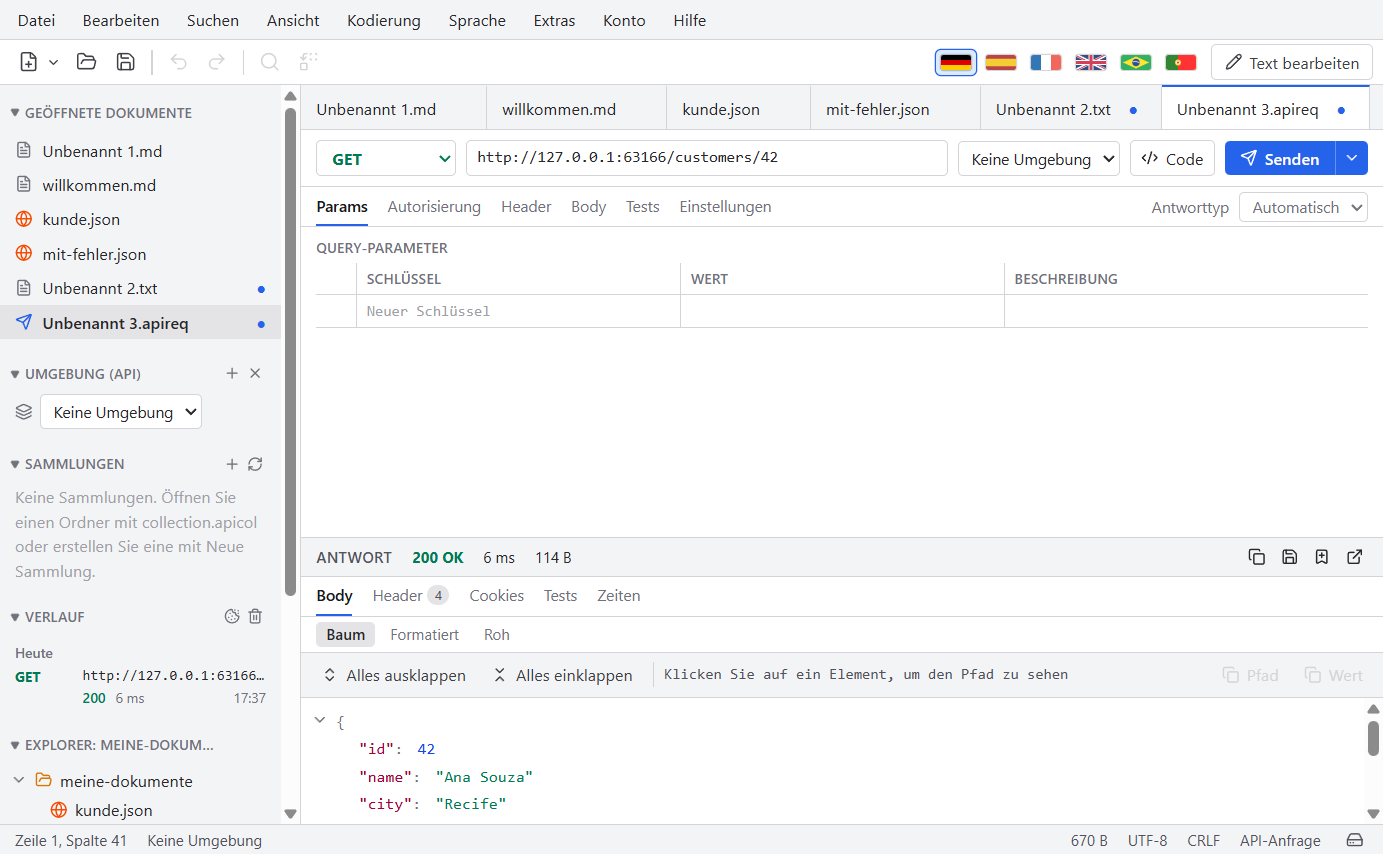 Datei Bearbeiten Suchen Ansicht Kodierung Sprache Extras Konto Hilfe
Text bearbeiten
GEÖFFNETE DOKUMENTE
Unbenannt 1.md
willkommen.md
kunde.json
mit-fehler.json
Unbenannt 2.txt
Unbenannt 3.apireq
UMGEBUNG (API)
Keine Umgebung
SAMMLUNGEN
Keine Sammlungen. Öffnen Sie
einen Ordner mit collection.apicol
oder erstellen Sie eine mit Neue
Sammlung.
VERLAUF
Heute
GET http://127.0.0.1:63166…
200 6 ms 17:37
EXPLORER: MEINE-DOKUM…
meine-dokumente
kunde.json
Unbenannt 1.md willkommen.md kunde.json mit-fehler.json Unbenannt 2.txt Unbenannt 3.apireq
GET http://127.0.0.1:63166/customers/42 Keine Umgebung Code Senden
Params Autorisierung Header Body Tests Einstellungen Antworttyp Automatisch
QUERY-PARAMETER
SCHLÜSSEL WERT BESCHREIBUNG
Neuer Schlüssel
ANTWORT 200 OK 6 ms 114 B
Body Header 4 Cookies Tests Zeiten
Baum Formatiert Roh
Alles ausklappen Alles einklappen Klicken Sie auf ein Element, um den Pfad zu sehen Pfad Wert
{
"id": 42
"name": "Ana Souza"
"city": "Recife"
Zeile 1, Spalte 41 Keine Umgebung 670 B UTF-8 CRLF API-Anfrage